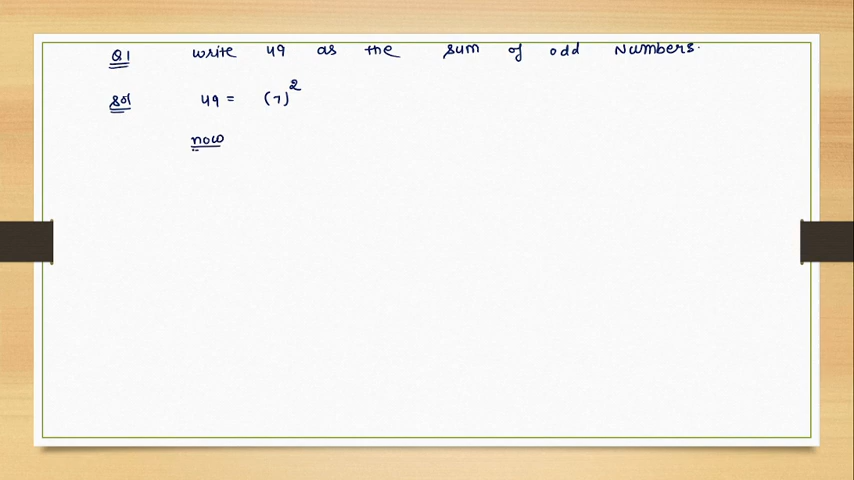 Q1 write 49 as the sum of odd Numbers.
Sol 49 = (7)²
now